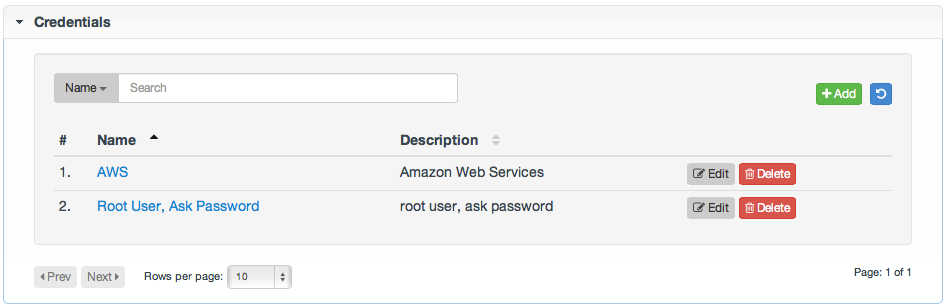 Credentials
Name Search
Add
# Name Description
1. AWS Amazon Web Services Edit Delete
2. Root User, Ask Password root user, ask password Edit Delete
Prev Next Rows per page: 10 Page: 1 of 1